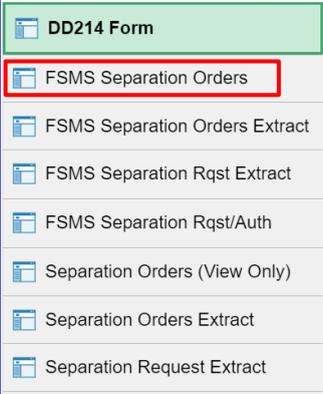 DD214 Form
FSMS Separation Orders
FSMS Separation Orders Extract
FSMS Separation Rqst Extract
FSMS Separation Rqst/Auth
Separation Orders (View Only)
Separation Orders Extract
Separation Request Extract